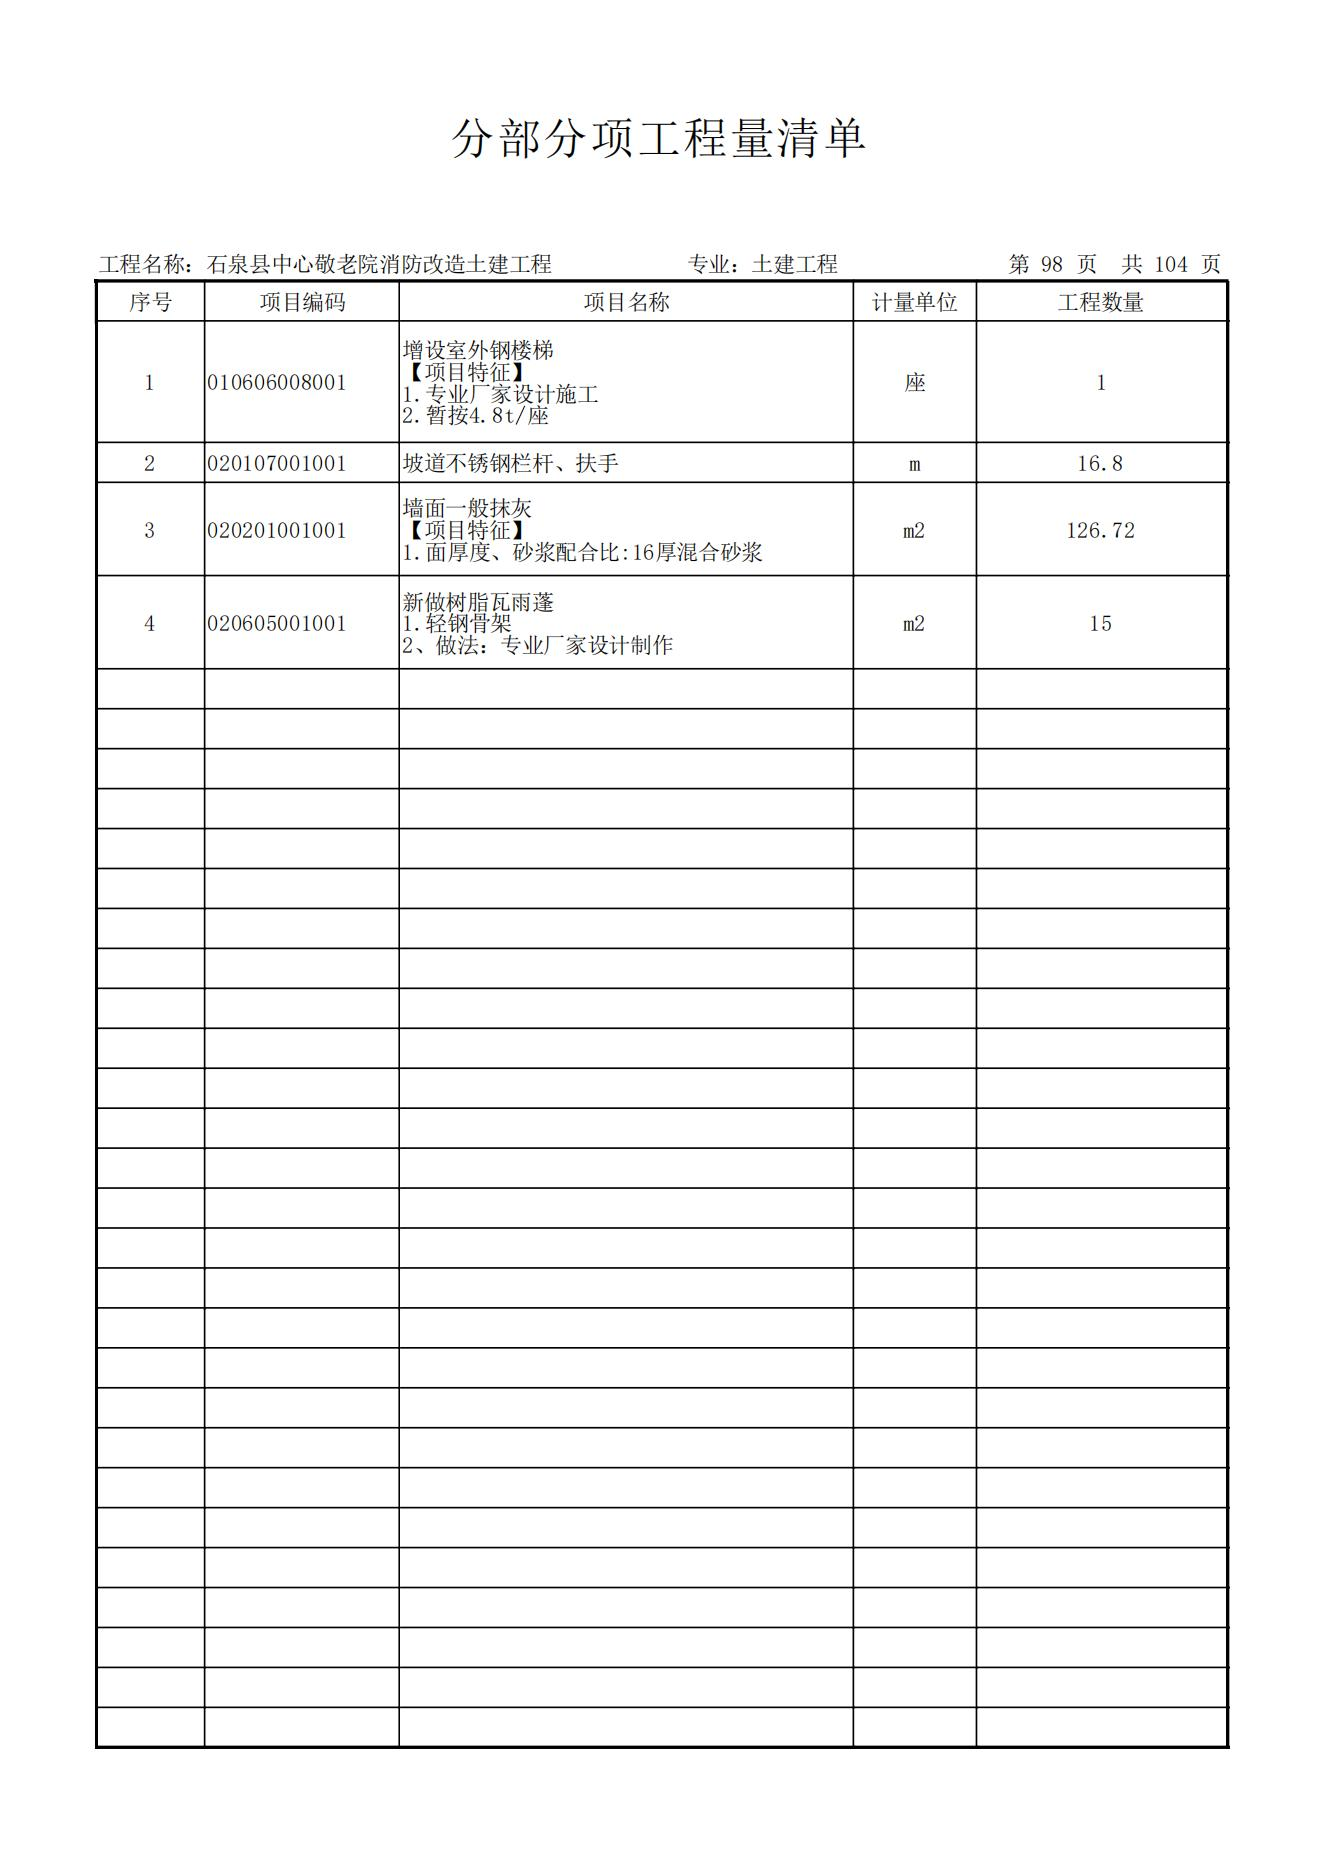 分部分项工程量清单
工程名称：石泉县中心敬老院消防改造土建工程 专业：土建工程 第 98 页 共 104 页
序号 项目编码 项目名称 计量单位 工程数量
1 010606008001 增设室外钢楼梯
【项目特征】
1.专业厂家设计施工
2.暂按4.8t/座 座 1
2 020107001001 坡道不锈钢栏杆、扶手 m 16.8
3 020201001001 墙面一般抹灰
【项目特征】
1.面厚度、砂浆配合比:16厚混合砂浆 m2 126.72
4 020605001001 新做树脂瓦雨蓬
1.轻钢骨架
2、做法：专业厂家设计制作 m2 15